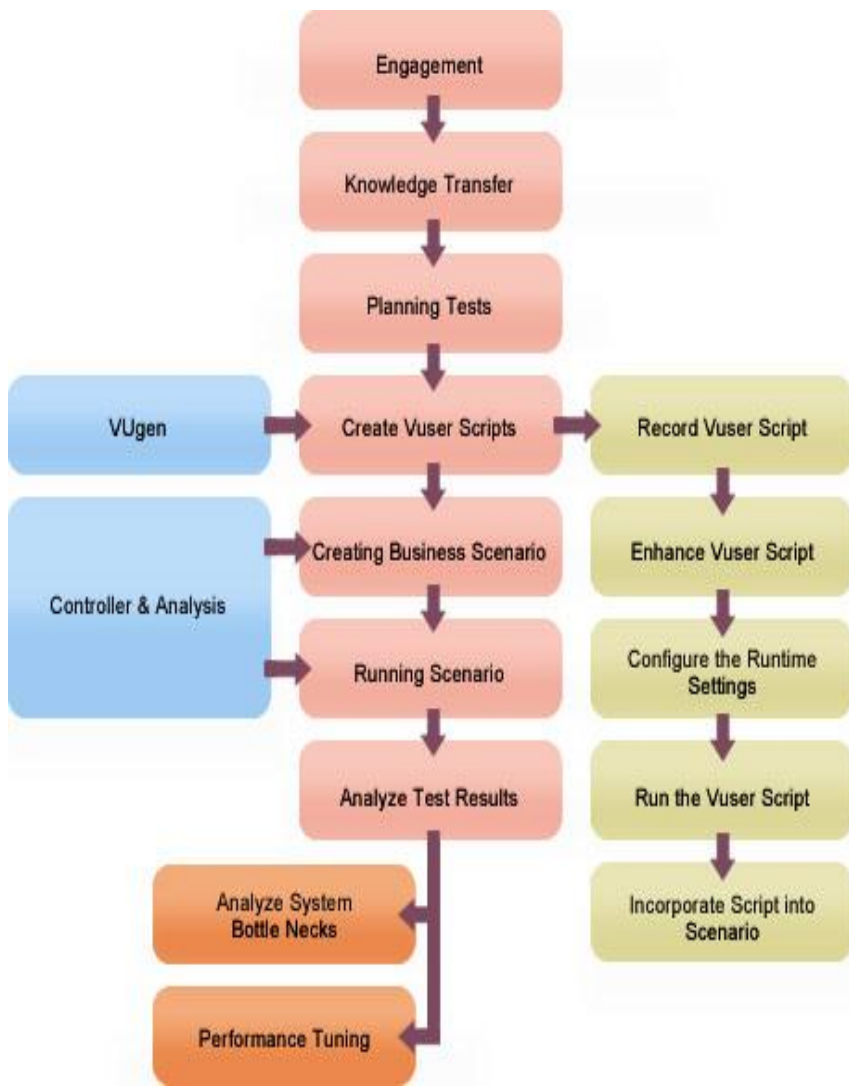 Engagement
Knowledge Transfer
Planning Tests
VUgen
Create Vuser Scripts
Record Vuser Script
Controller & Analysis
Creating Business Scenario
Enhance Vuser Script
Running Scenario
Configure the Runtime
Settings
Analyze Test Results
Run the Vuser Script
Analyze System
Bottle Necks
Incorporate Script into
Scenario
Performance Tuning